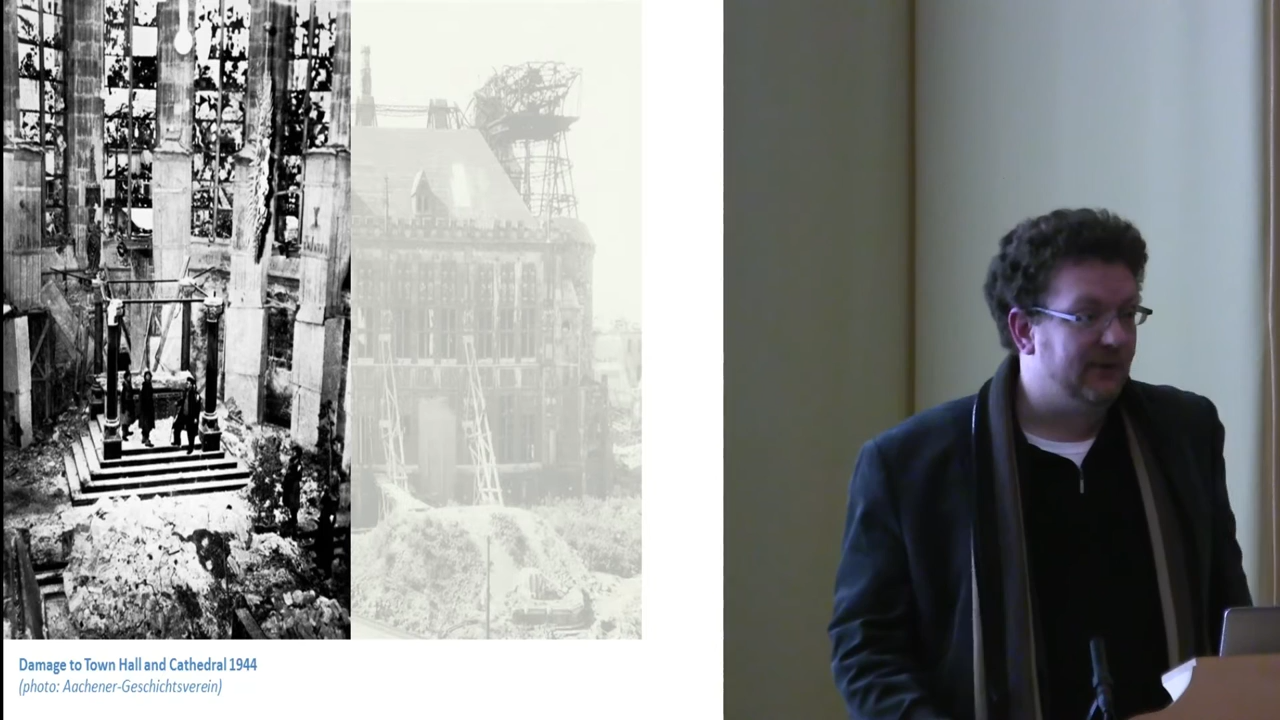 Damage to Town Hall and Cathedral 1944
(photo: Aachener-Geschichtsverein)